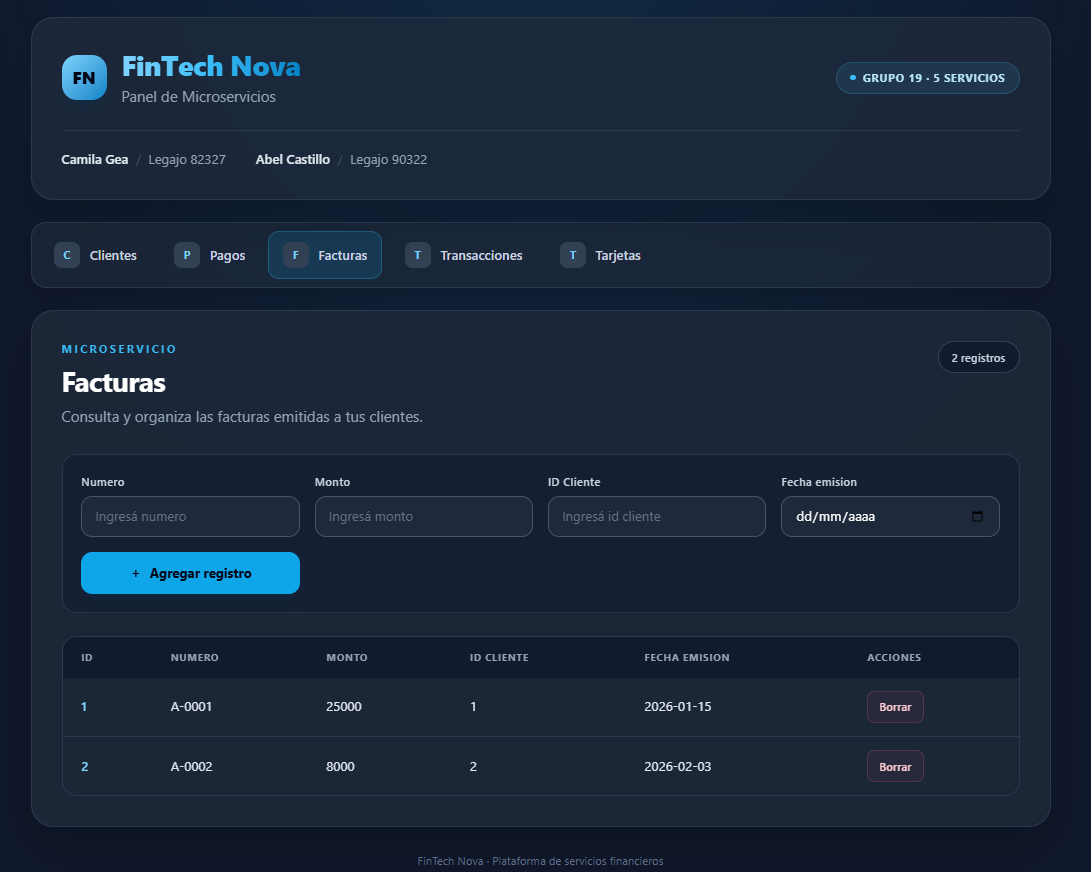 FN
FinTech Nova
Panel de Microservicios
GRUPO 19 · 5 SERVICIOS
Camila Gea / Legajo 82327 Abel Castillo / Legajo 90322
C Clientes P Pagos F Facturas T Transacciones T Tarjetas
MICROSERVICIO
2 registros
Facturas
Consulta y organiza las facturas emitidas a tus clientes.
Numero Monto ID Cliente Fecha emision
Ingresá numero Ingresá monto Ingresá id cliente dd/mm/aaaa
+ Agregar registro
ID NUMERO MONTO ID CLIENTE FECHA EMISION ACCIONES
1 A-0001 25000 1 2026-01-15 Borrar
2 A-0002 8000 2 2026-02-03 Borrar
FinTech Nova · Plataforma de servicios financieros